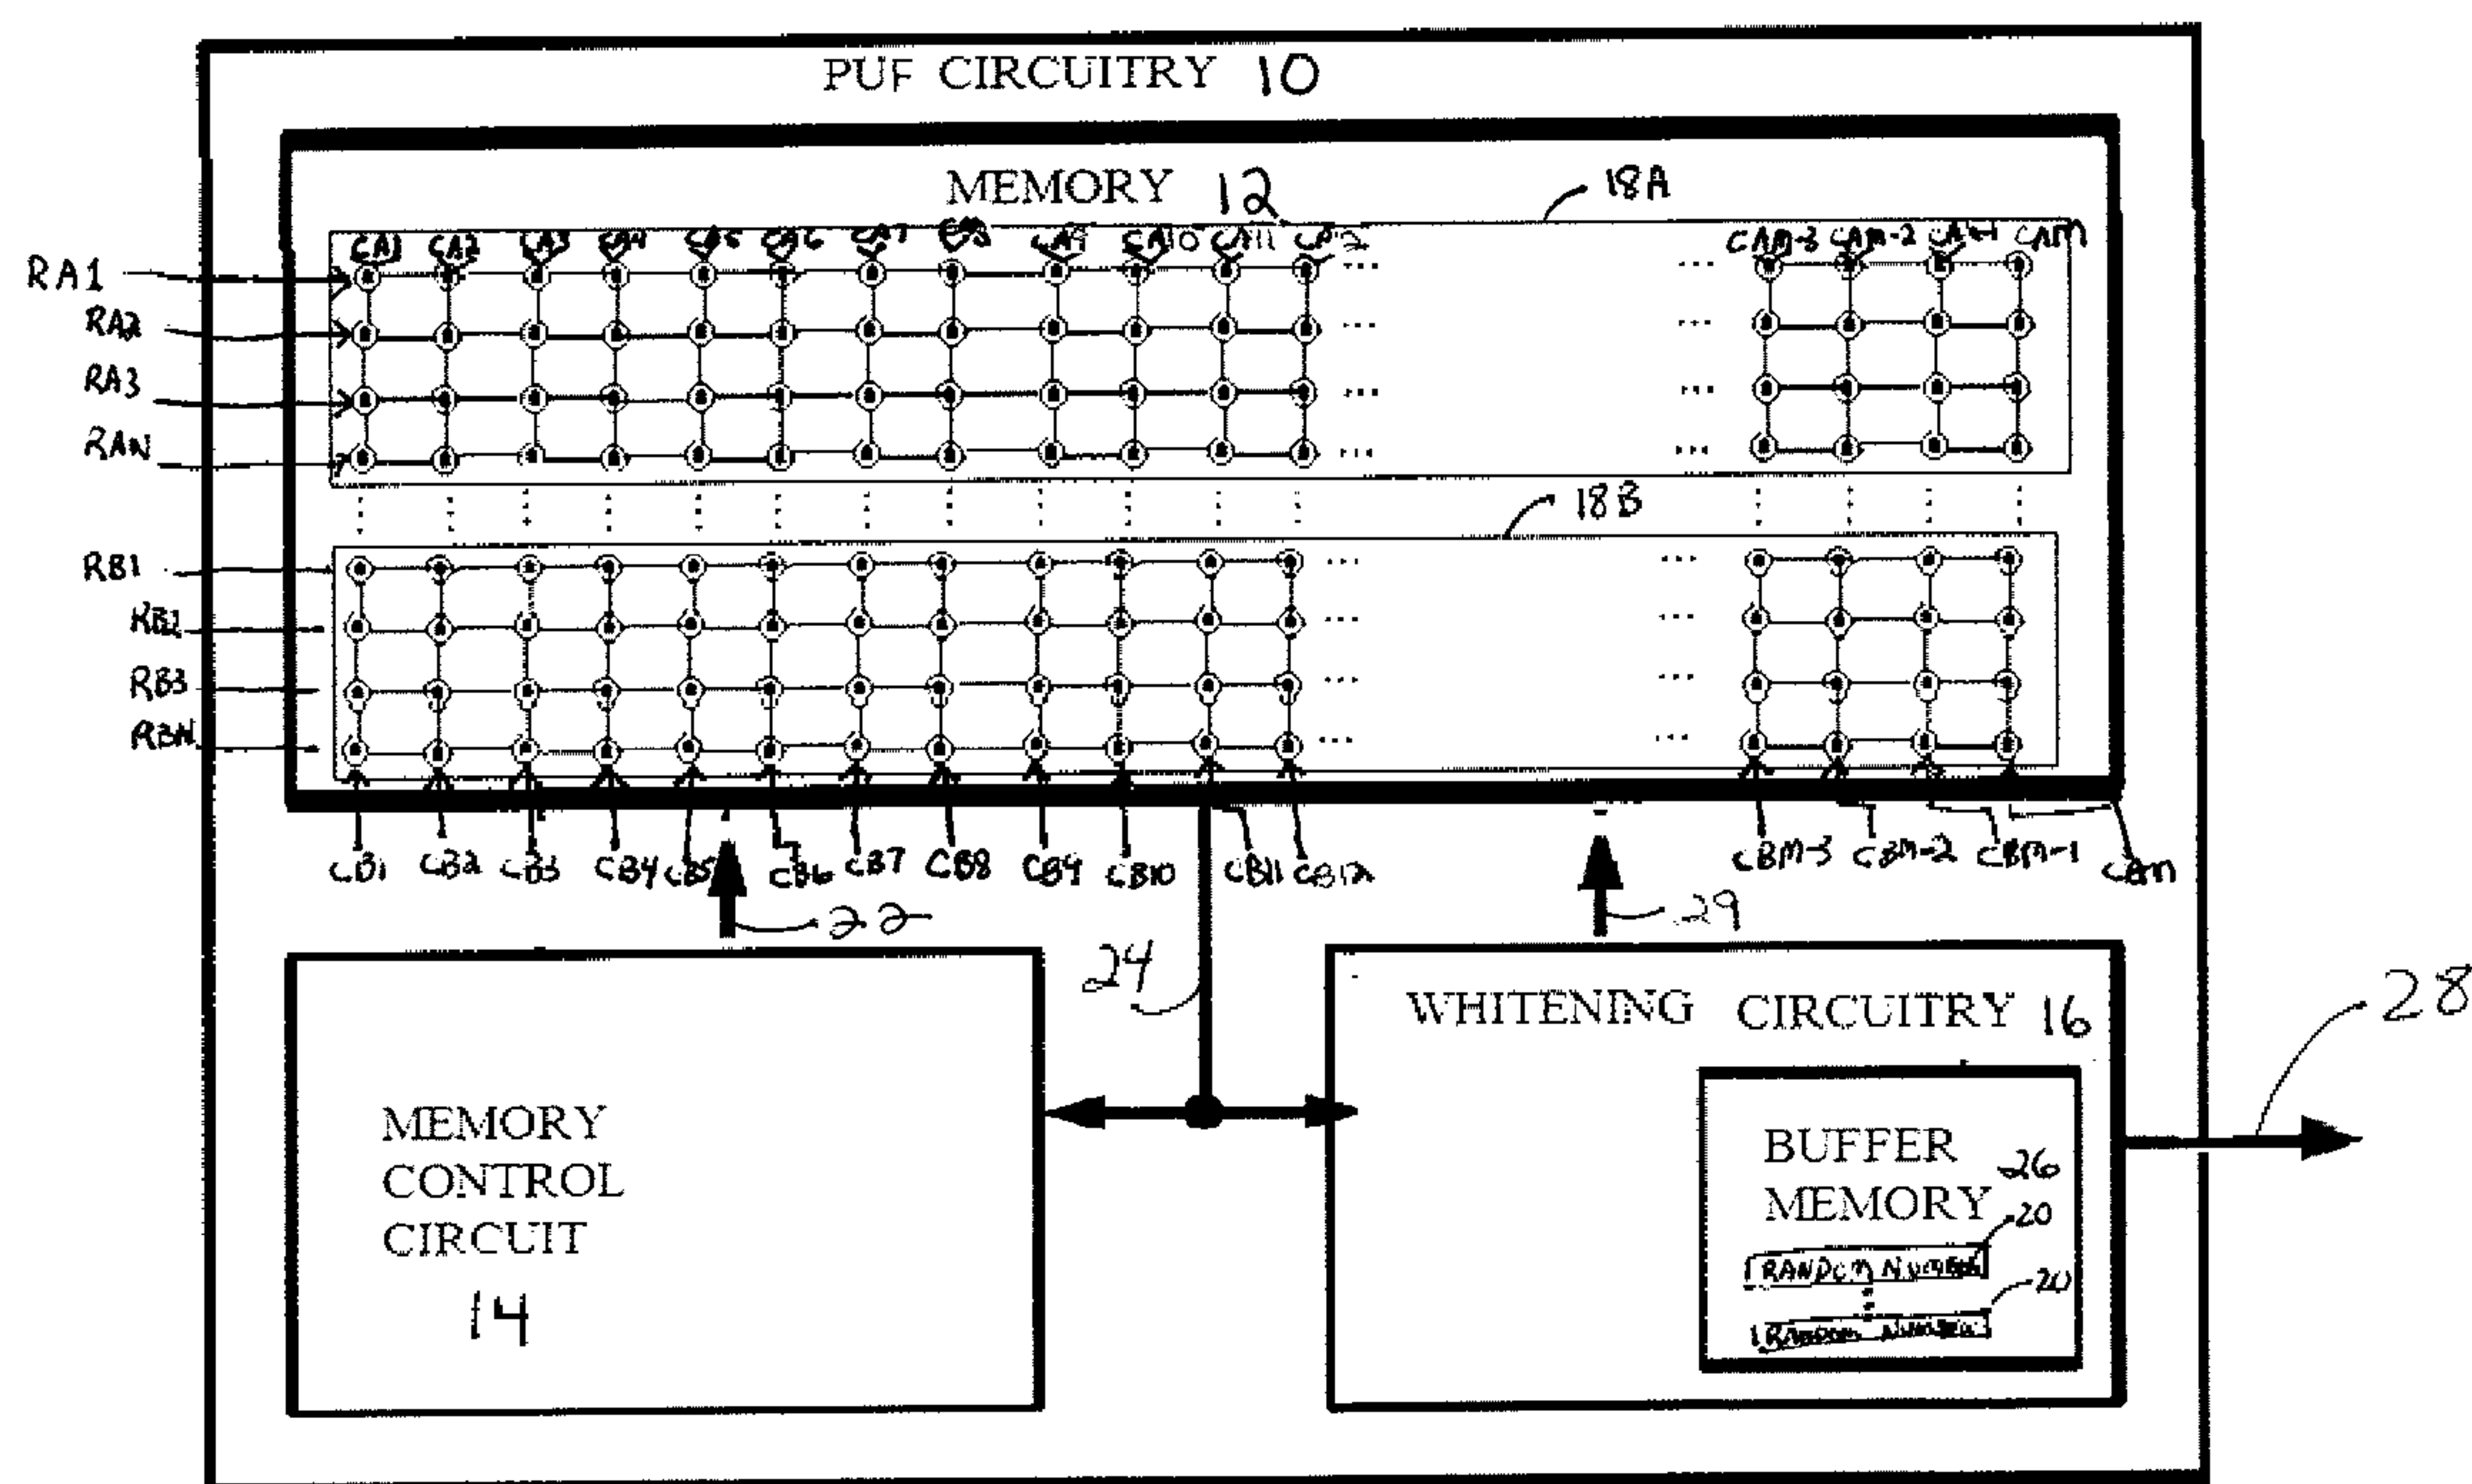 PUF CIRCUITRY 10
MEMORY 12
18A
CA1 CA2 CA3 CA4 CA5 CA6 CA7 CA8 CA9 CA10 CA11 CA12 CAM-3 CAM-2 CAM-1 CAM
RA1
RA2
RA3
RAN
18B
RB1
RB2
RB3
RBN
CB1 CB2 CB3 CB4 CB5 CB6 CB7 CB8 CB9 CB10 CB11 CB12 CBM-3 CBM-2 CBM-1 CBM
22
29
24
28
WHITENING CIRCUITRY 16
MEMORY
CONTROL
CIRCUIT
14
BUFFER
MEMORY 26
20
RANDOM NUMBER
20
RANDOM NUMBER